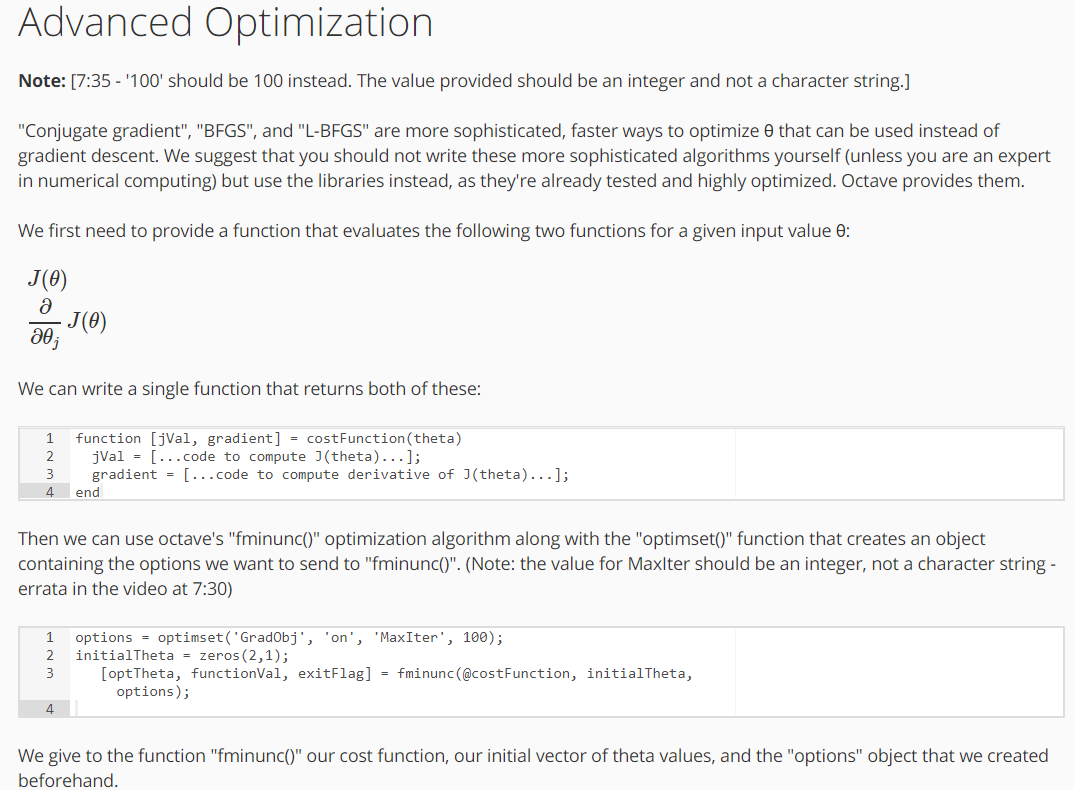 Advanced Optimization
Note: [7:35 - '100' should be 100 instead. The value provided should be an integer and not a character string.]
"Conjugate gradient", "BFGS", and "L-BFGS" are more sophisticated, faster ways to optimize θ that can be used instead of
gradient descent. We suggest that you should not write these more sophisticated algorithms yourself (unless you are an expert
in numerical computing) but use the libraries instead, as they're already tested and highly optimized. Octave provides them.
We first need to provide a function that evaluates the following two functions for a given input value θ:
J(θ)
∂
∂θj J(θ)
We can write a single function that returns both of these:
1 function [jVal, gradient] = costFunction(theta)
2   jVal = [...code to compute J(theta)...];
3   gradient = [...code to compute derivative of J(theta)...];
4 end
Then we can use octave's "fminunc()" optimization algorithm along with the "optimset()" function that creates an object
containing the options we want to send to "fminunc()". (Note: the value for MaxIter should be an integer, not a character string -
errata in the video at 7:30)
1 options = optimset('GradObj', 'on', 'MaxIter', 100);
2 initialTheta = zeros(2,1);
3    [optTheta, functionVal, exitFlag] = fminunc(@costFunction, initialTheta,
     options);
4
We give to the function "fminunc()" our cost function, our initial vector of theta values, and the "options" object that we created
beforehand.